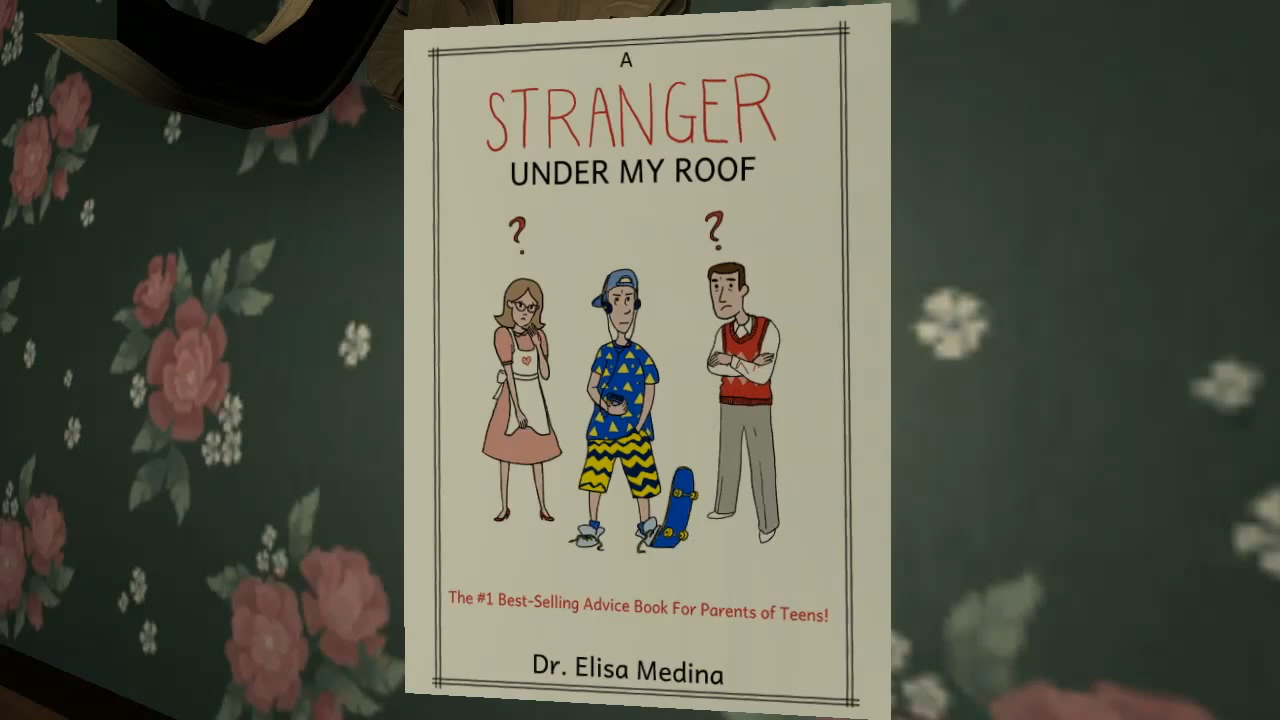 A
STRANGER
UNDER MY ROOF
? ?
The #1 Best-Selling Advice Book For Parents of Teens!
Dr. Elisa Medina